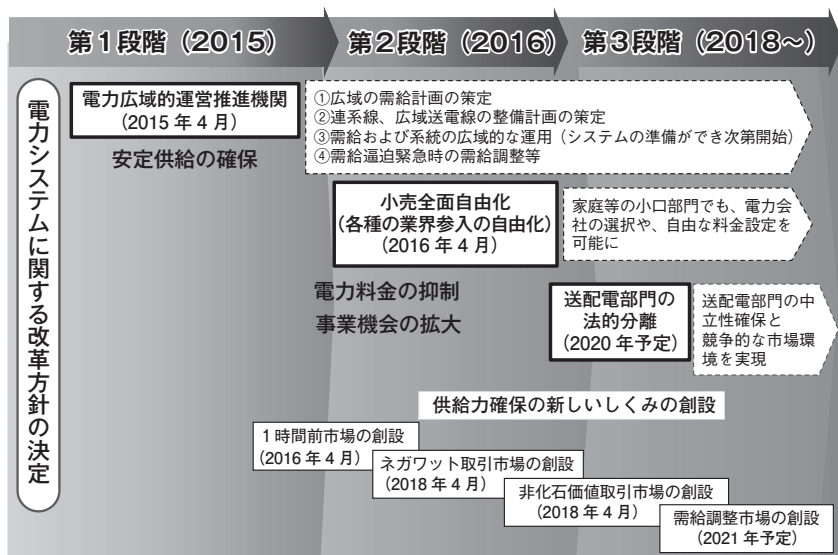 第1段階（2015）
第2段階（2016）
第3段階（2018～）
電力システムに関する改革方針の決定
電力広域的運営推進機関
（2015年4月）
安定供給の確保
①広域の需給計画の策定
②連系線、広域送電線の整備計画の策定
③需給および系統の広域的な運用（システムの準備ができ次第開始）
④需給逼迫緊急時の需給調整等
小売全面自由化
（各種の業界参入の自由化）
（2016年4月）
家庭等の小口部門でも、電力会
社の選択や、自由な料金設定を
可能に
電力料金の抑制
事業機会の拡大
送配電部門の
法的分離
（2020年予定）
送配電部門の中
立性確保と
競争的な市場環
境を実現
供給力確保の新しいしくみの創設
1時間前市場の創設
（2016年4月）
ネガワット取引市場の創設
（2018年4月）
非化石価値取引市場の創設
（2018年4月）
需給調整市場の創設
（2021年予定）